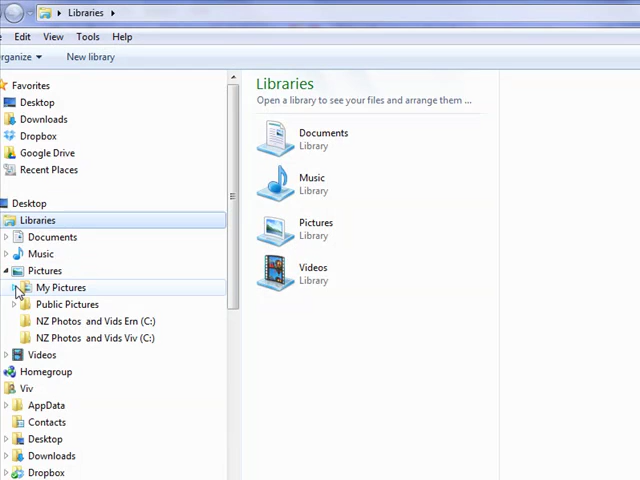 Libraries
Edit View Tools Help
rganize New library
Favorites
Desktop
Downloads
Dropbox
Google Drive
Recent Places
Desktop
Libraries
Documents
Music
Pictures
My Pictures
Public Pictures
NZ Photos and Vids Ern (C:)
NZ Photos and Vids Viv (C:)
Videos
Homegroup
Viv
AppData
Contacts
Desktop
Downloads
Dropbox
Libraries
Open a library to see your files and arrange them ...
Documents
Library
Music
Library
Pictures
Library
Videos
Library